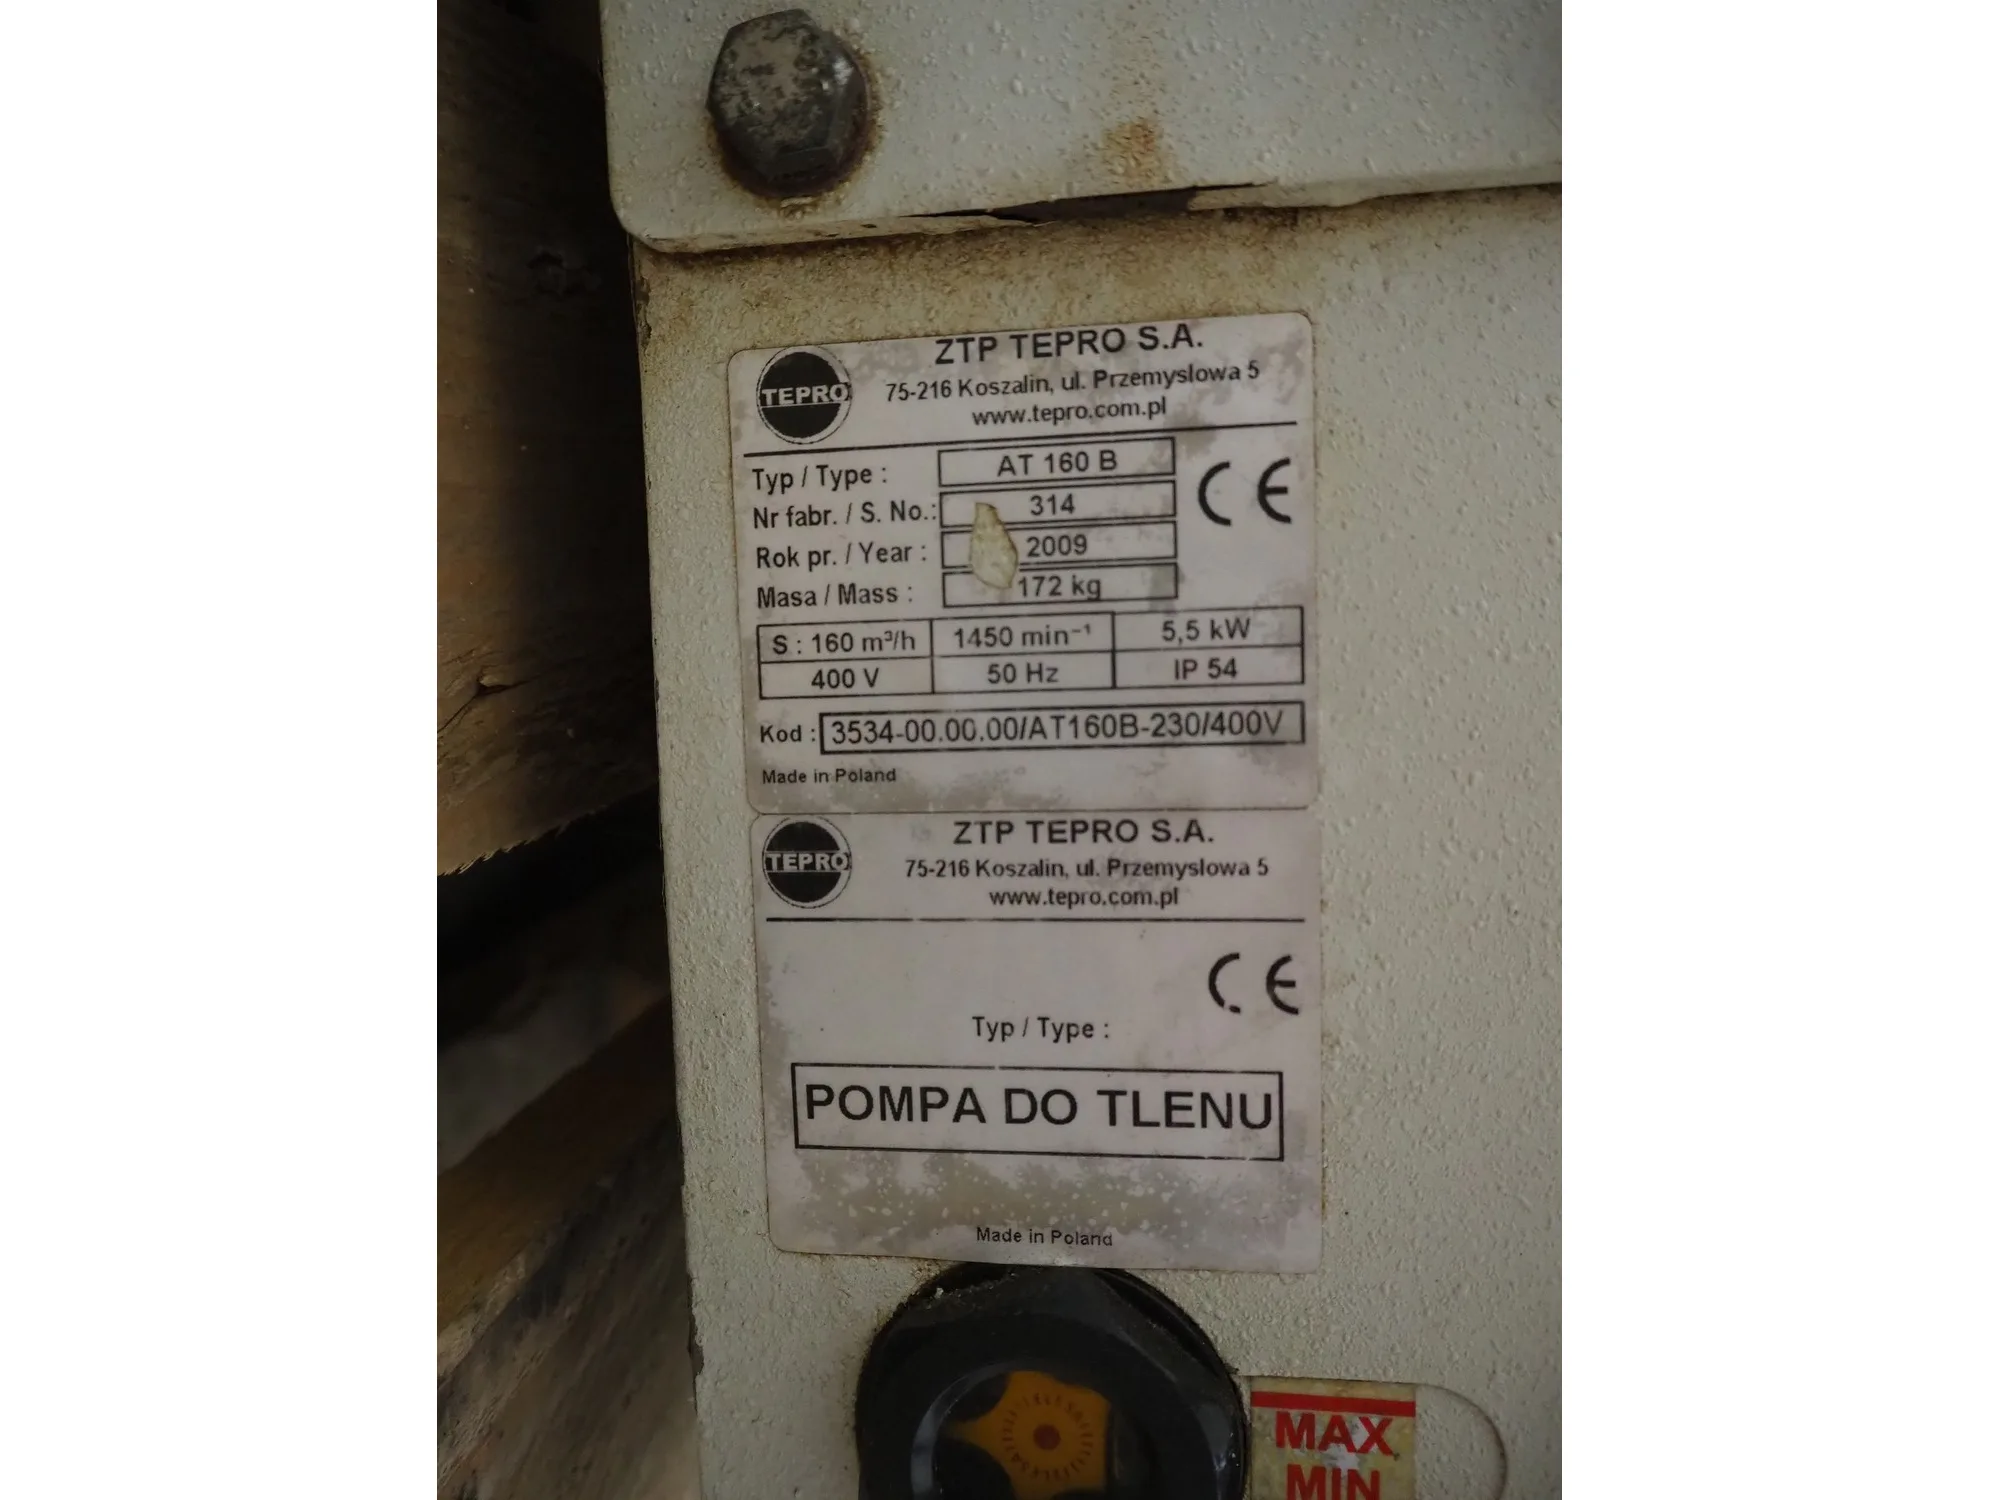 ZTP TEPRO S.A.
TEPRO
75-216 Koszalin, ul. Przemysłowa 5
www.tepro.com.pl
Typ / Type : AT 160 B
CE
Nr fabr. / S. No.: 314
Rok pr. / Year : 2009
Masa / Mass : 172 kg
S : 160 m³/h 1450 min⁻¹ 5,5 kW
400 V 50 Hz IP 54
Kod : 3534-00.00.00/AT160B-230/400V
Made in Poland
ZTP TEPRO S.A.
TEPRO
75-216 Koszalin, ul. Przemysłowa 5
www.tepro.com.pl
CE
Typ / Type :
POMPA DO TLENU
Made in Poland
MAX
MIN